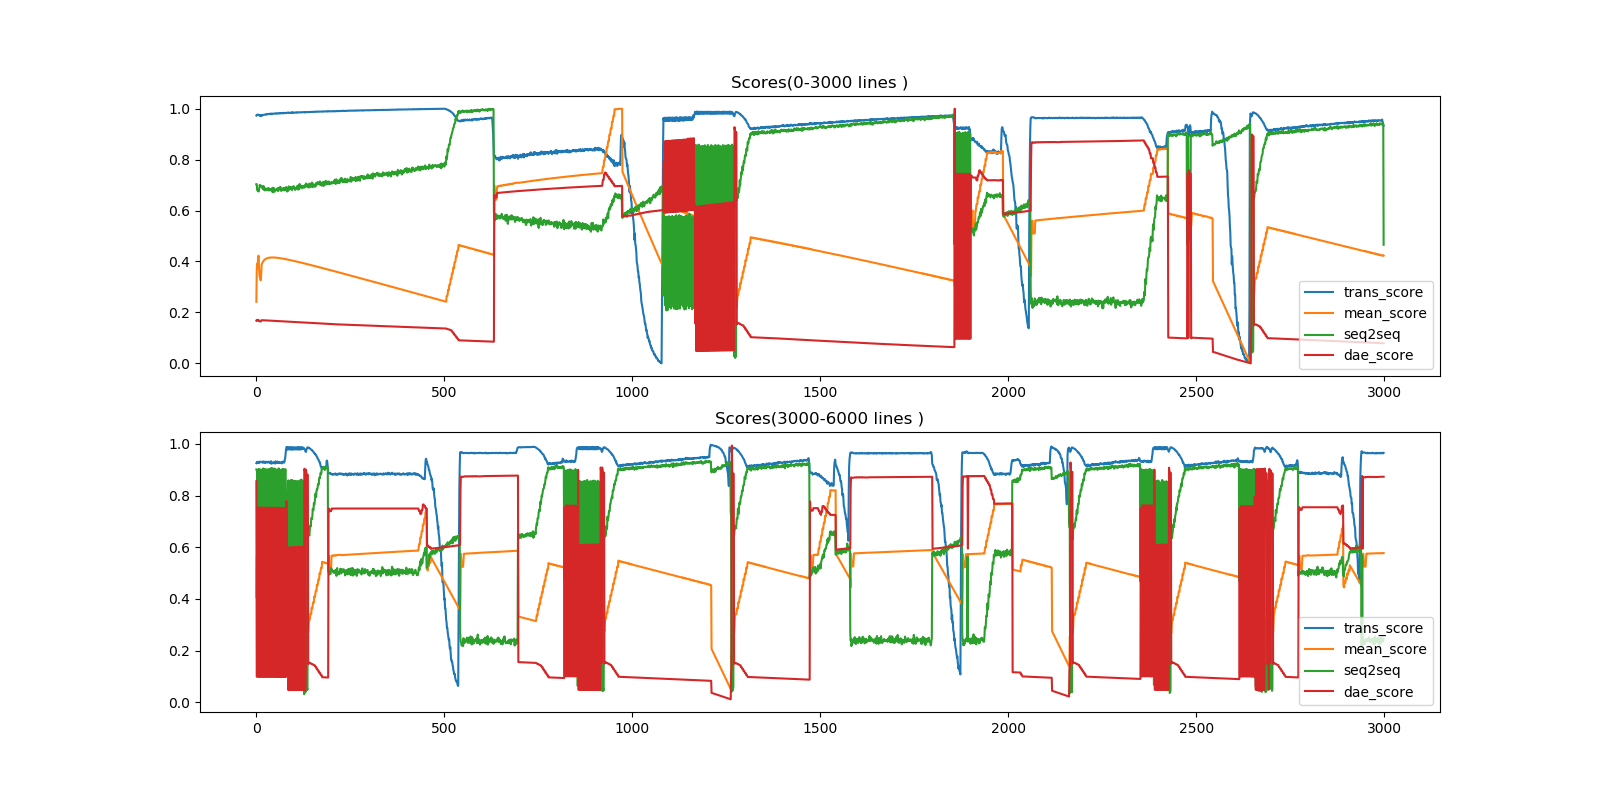 Scores(0-3000 lines )
1.0
0.8
0.6
0.4
0.2
0.0
trans_score
mean_score
seq2seq
dae_score
0 500 1000 1500 2000 2500 3000
Scores(3000-6000 lines )
1.0
0.8
0.6
0.4
0.2
0.0
trans_score
mean_score
seq2seq
dae_score
0 500 1000 1500 2000 2500 3000